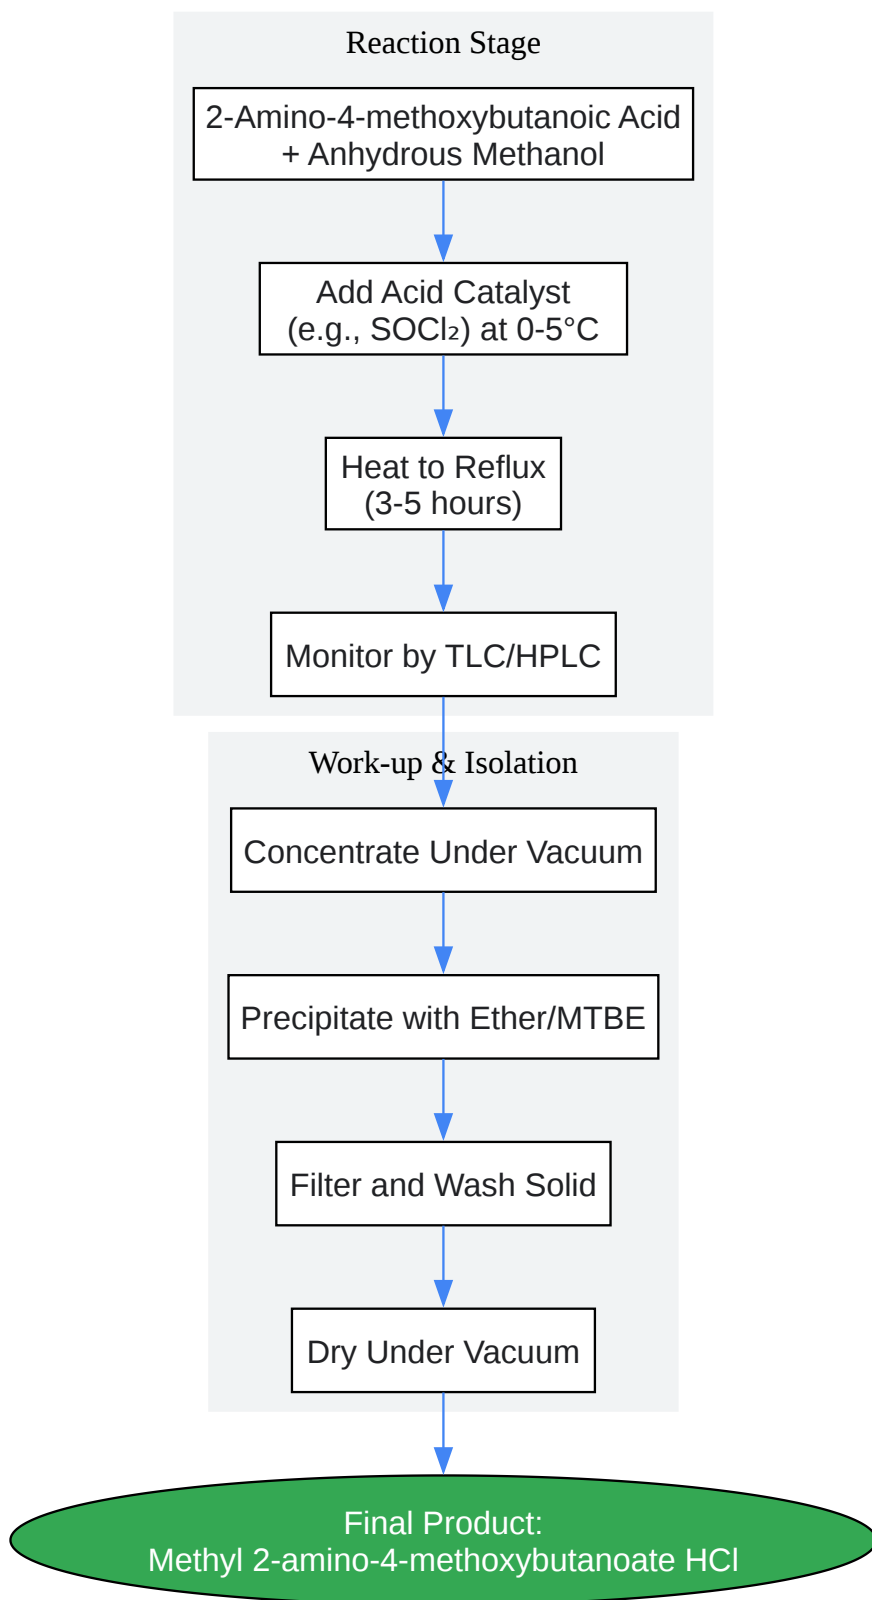 Reaction Stage
2-Amino-4-methoxybutanoic Acid
+ Anhydrous Methanol
Add Acid Catalyst
(e.g., SOCl₂) at 0-5°C
Heat to Reflux
(3-5 hours)
Monitor by TLC/HPLC
Work-up & Isolation
Concentrate Under Vacuum
Precipitate with Ether/MTBE
Filter and Wash Solid
Dry Under Vacuum
Final Product:
Methyl 2-amino-4-methoxybutanoate HCl